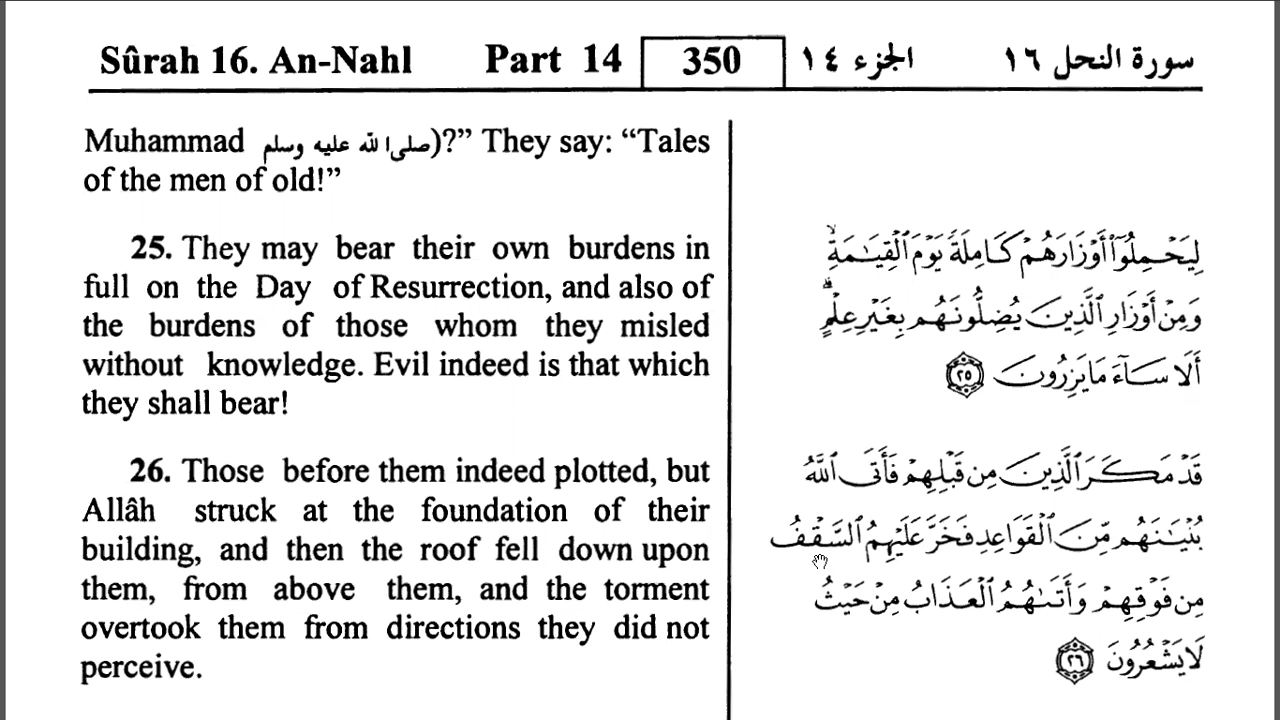 Sûrah 16. An-Nahl Part 14 350 الجزء ١٤ سورة النحل ١٦
Muhammad صلى الله عليه وسلم)?” They say: “Tales
of the men of old!”
25. They may bear their own burdens in
full on the Day of Resurrection, and also of
the burdens of those whom they misled
without knowledge. Evil indeed is that which
they shall bear!
26. Those before them indeed plotted, but
Allâh struck at the foundation of their
building, and then the roof fell down upon
them, from above them, and the torment
overtook them from directions they did not
perceive.
لِيَحْمِلُوٓا۟ أَوْزَارَهُمْ كَامِلَةً يَوْمَ ٱلْقِيَـٰمَةِ ۙ
وَمِنْ أَوْزَارِ ٱلَّذِينَ يُضِلُّونَهُم بِغَيْرِ عِلْمٍ ۗ
أَلَا سَآءَ مَا يَزِرُونَ ٢٥
قَدْ مَكَرَ ٱلَّذِينَ مِن قَبْلِهِمْ فَأَتَى ٱللَّهُ
بُنْيَـٰنَهُم مِّنَ ٱلْقَوَاعِدِ فَخَرَّ عَلَيْهِمُ ٱلسَّقْفُ
مِن فَوْقِهِمْ وَأَتَىٰهُمُ ٱلْعَذَابُ مِنْ حَيْثُ
لَا يَشْعُرُونَ ٢٦